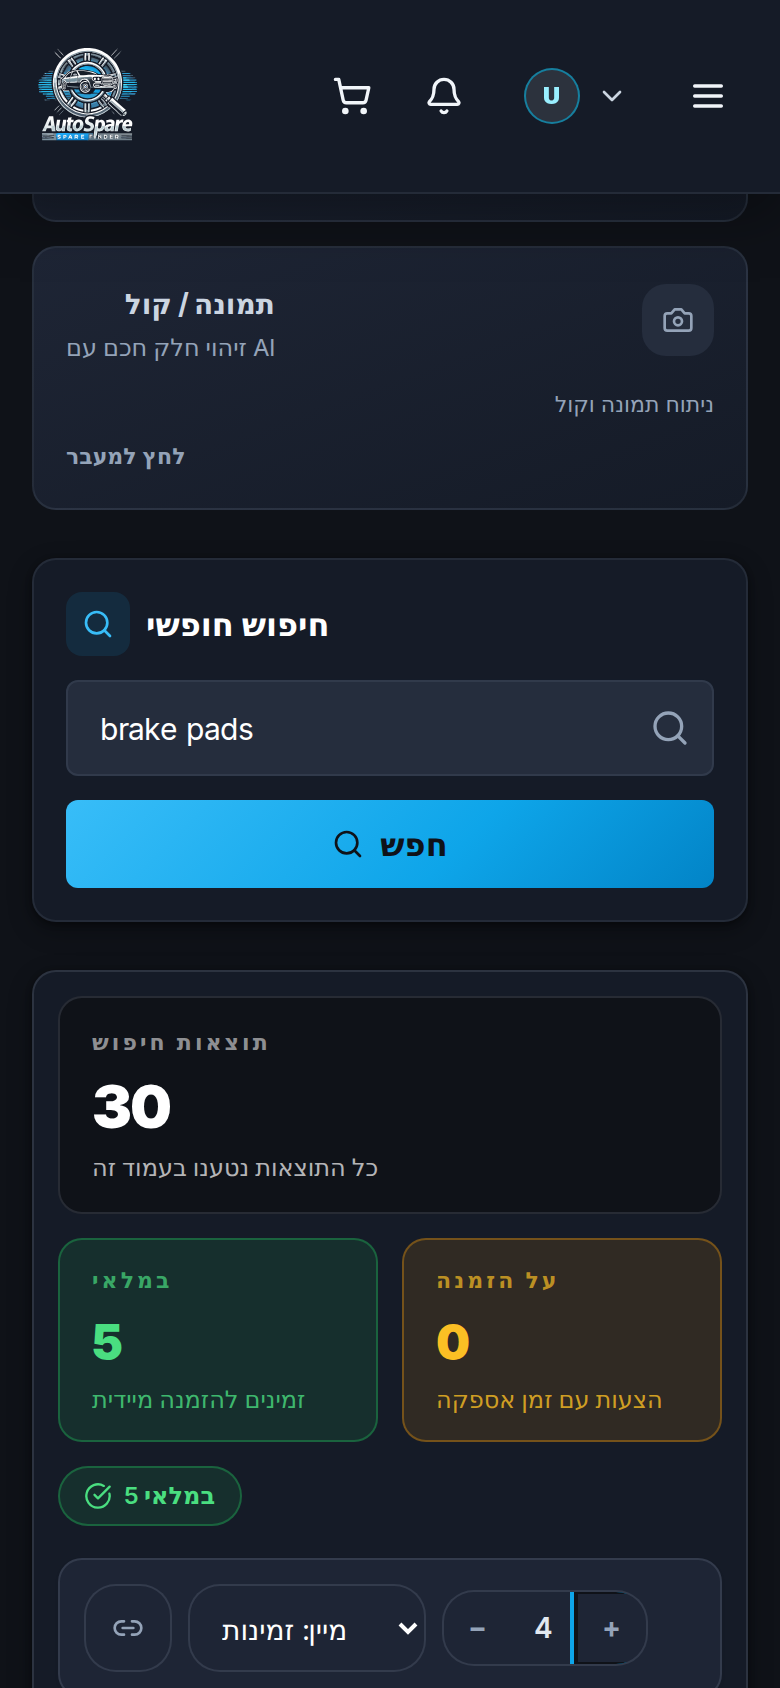 AutoSpare
SPARE FINDER
U
תמונה / קול
זיהוי חלק חכם עם AI
ניתוח תמונה וקול
לחץ למעבר
חיפוש חופשי
brake pads
חפש
תוצאות חיפוש
30
כל התוצאות נטענו בעמוד זה
במלאי
5
זמינים להזמנה מיידית
על הזמנה
0
הצעות עם זמן אספקה
5 במלאי
מיין: זמינות
− 4 +